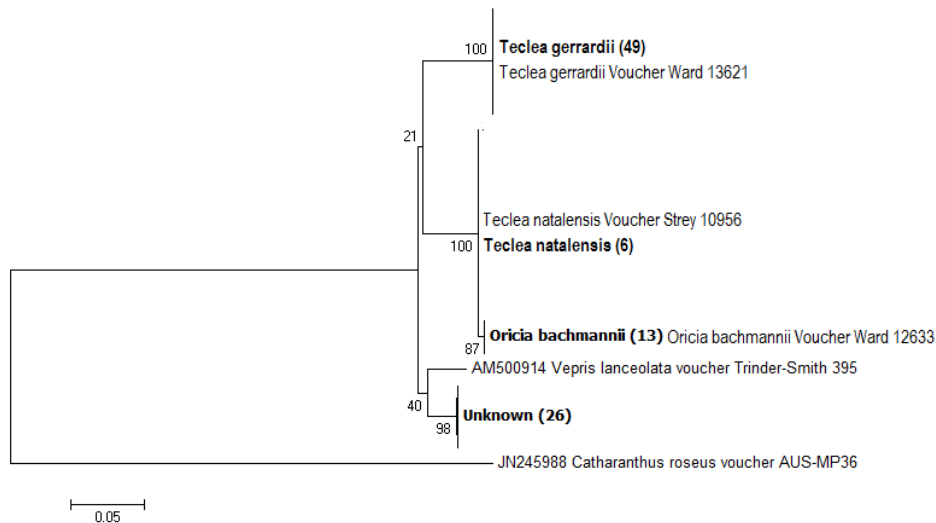 100
Teclea gerrardii (49)
Teclea gerrardii Voucher Ward 13621
21
Teclea natalensis Voucher Strey 10956
100
Teclea natalensis (6)
Oricia bachmannii (13) Oricia bachmannii Voucher Ward 12633
87
AM500914 Vepris lanceolata voucher Trinder-Smith 395
40
98
Unknown (26)
JN245988 Catharanthus roseus voucher AUS-MP36
0.05